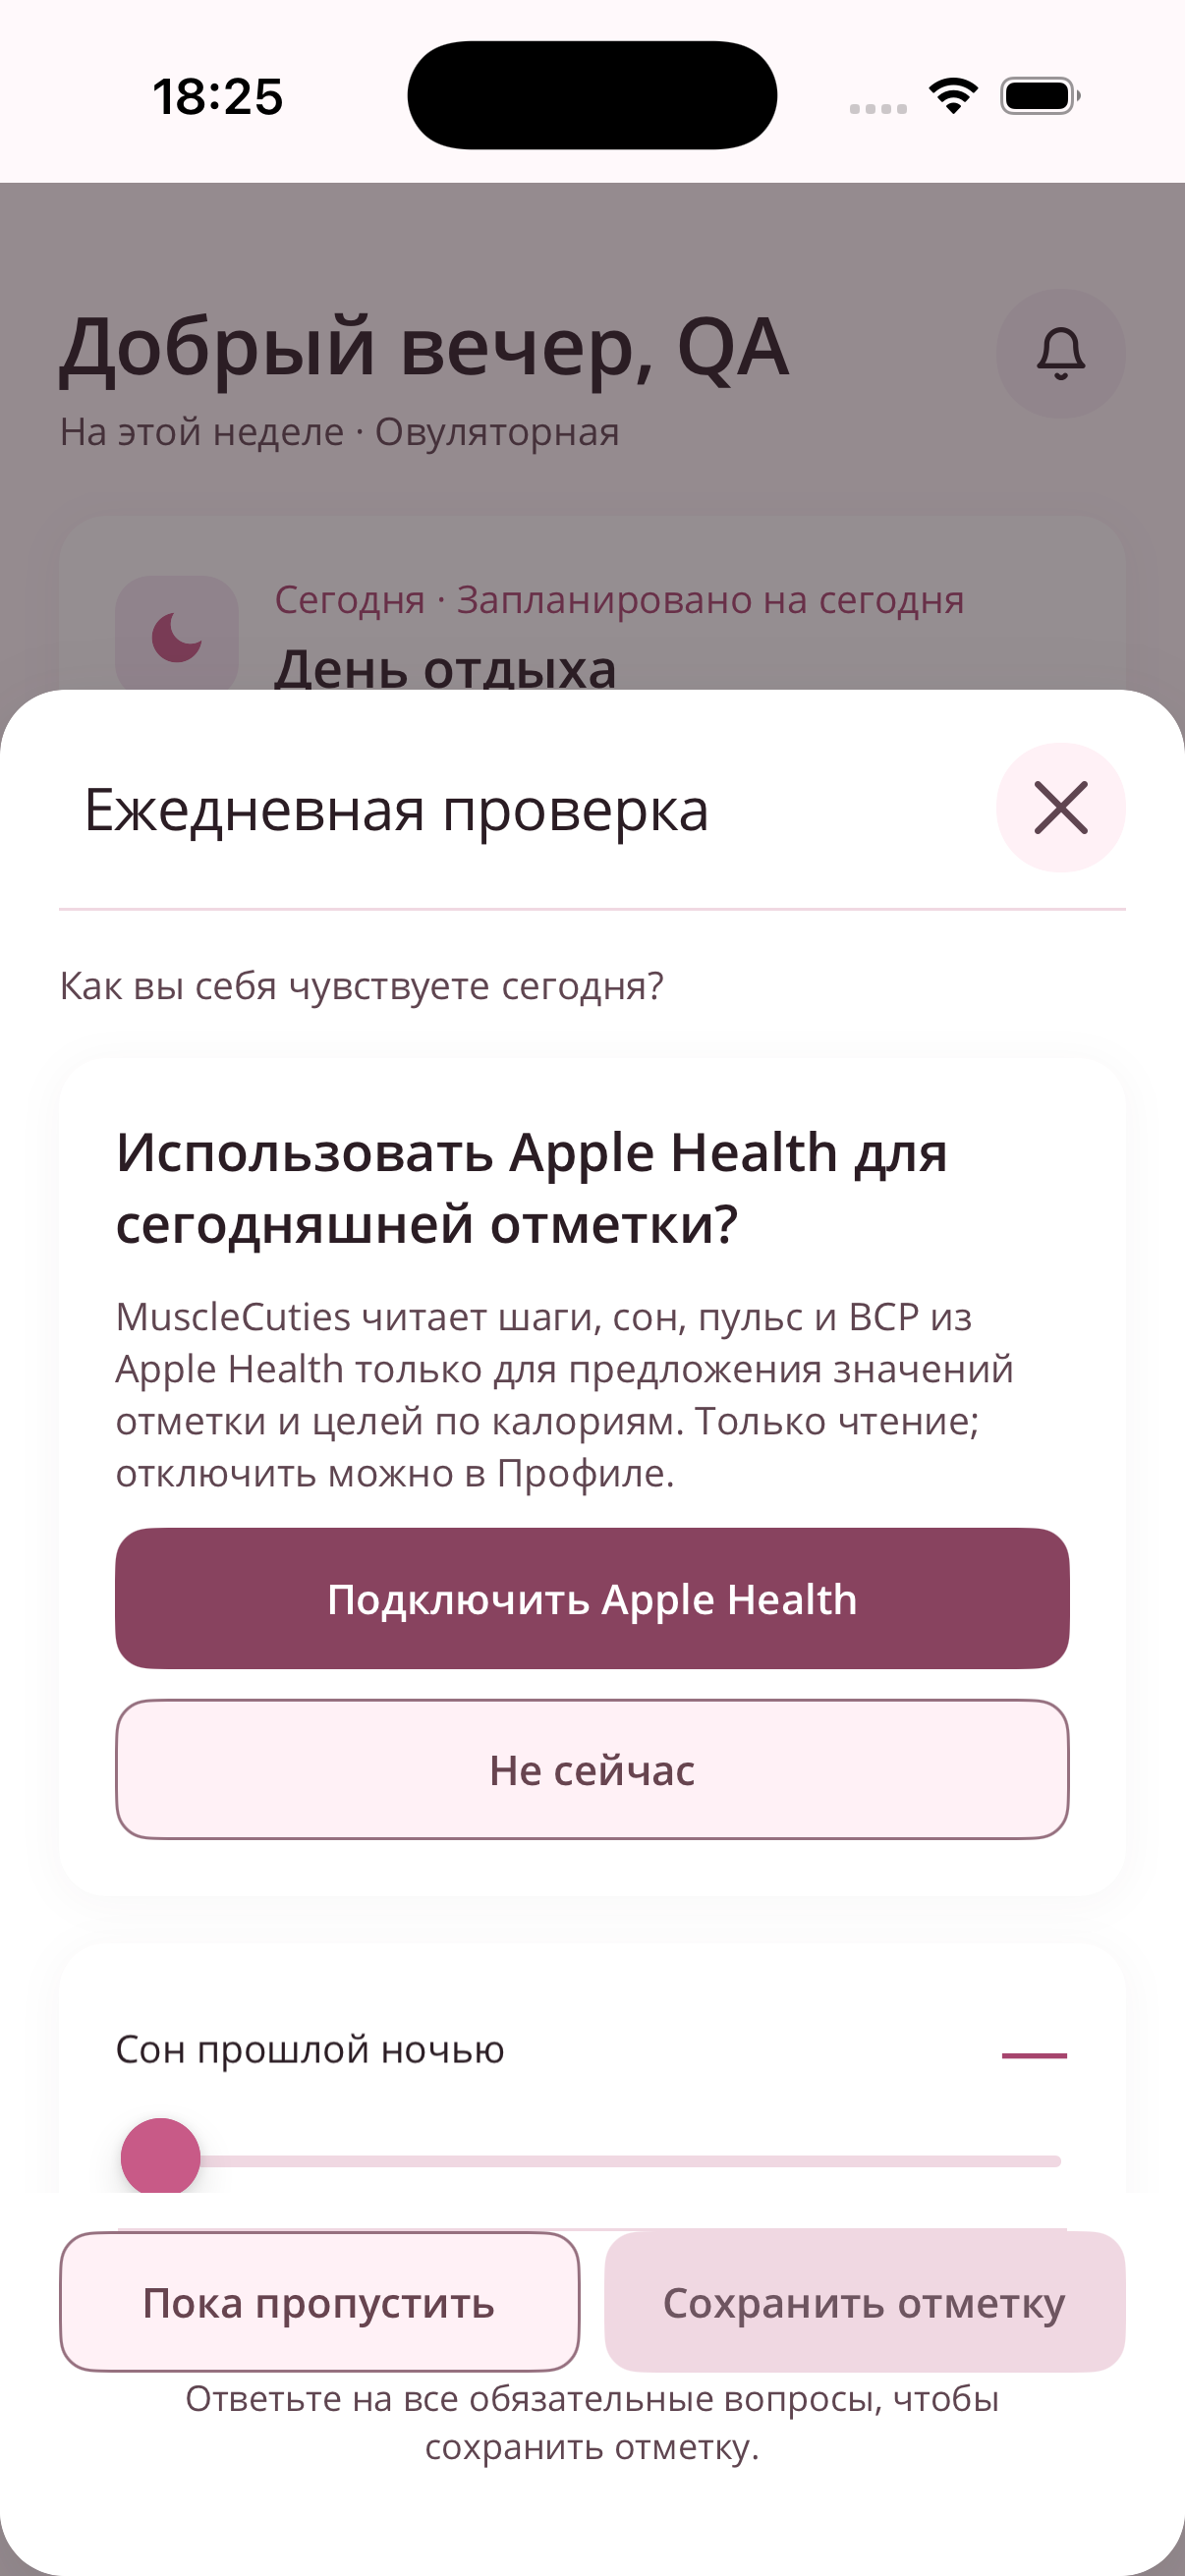 18:25
Добрый вечер, QA
На этой неделе · Овуляторная
Сегодня · Запланировано на сегодня
День отдыха
Ежедневная проверка
Как вы себя чувствуете сегодня?
Использовать Apple Health для
сегодняшней отметки?
MuscleCuties читает шаги, сон, пульс и ВСР из
Apple Health только для предложения значений
отметки и целей по калориям. Только чтение;
отключить можно в Профиле.
Подключить Apple Health
Не сейчас
Сон прошлой ночью
—
Пока пропустить
Сохранить отметку
Ответьте на все обязательные вопросы, чтобы
сохранить отметку.